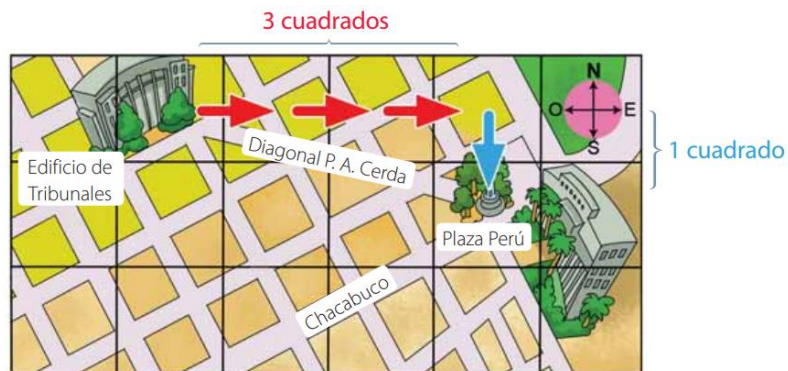 3 cuadrados
N
O E
S
1 cuadrado
Edificio de
Tribunales
Diagonal P. A. Cerda
Plaza Perú
Chacabuco